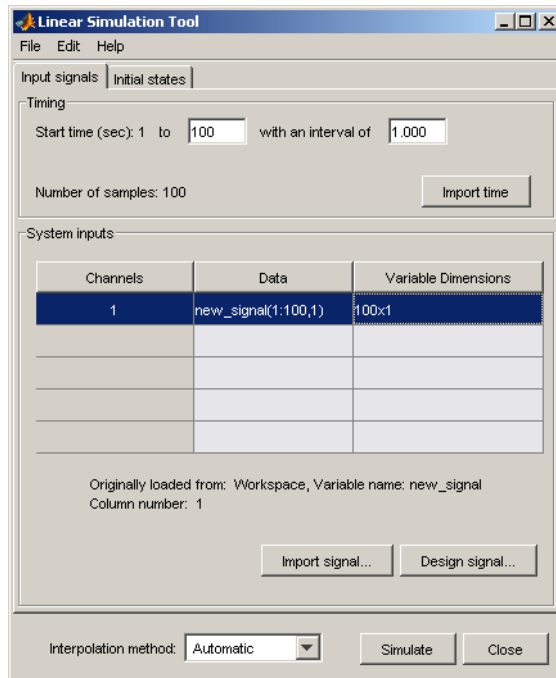 Linear Simulation Tool
File Edit Help
Input signals Initial states
Timing
Start time (sec): 1 to 100 with an interval of 1.000
Number of samples: 100 Import time
System inputs
Channels Data Variable Dimensions
1 new_signal(1:100,1) 100x1
Originally loaded from: Workspace, Variable name: new_signal
Column number: 1
Import signal... Design signal...
Interpolation method: Automatic Simulate Close